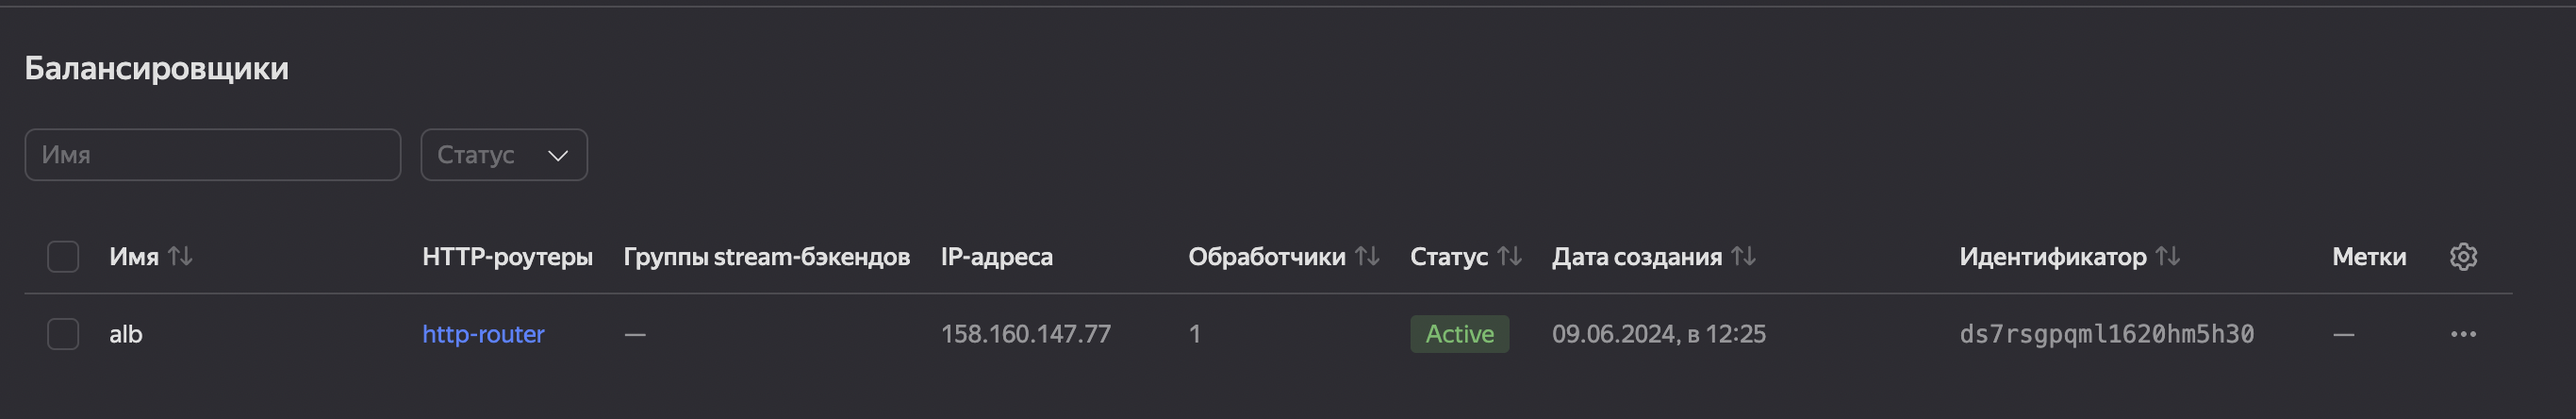 Балансировщики
Имя Статус
Имя HTTP-роутеры Группы stream-бэкендов IP-адреса Обработчики Статус Дата создания Идентификатор Метки
alb http-router — 158.160.147.77 1 Active 09.06.2024, в 12:25 ds7rsgpqml1620hm5h30 —